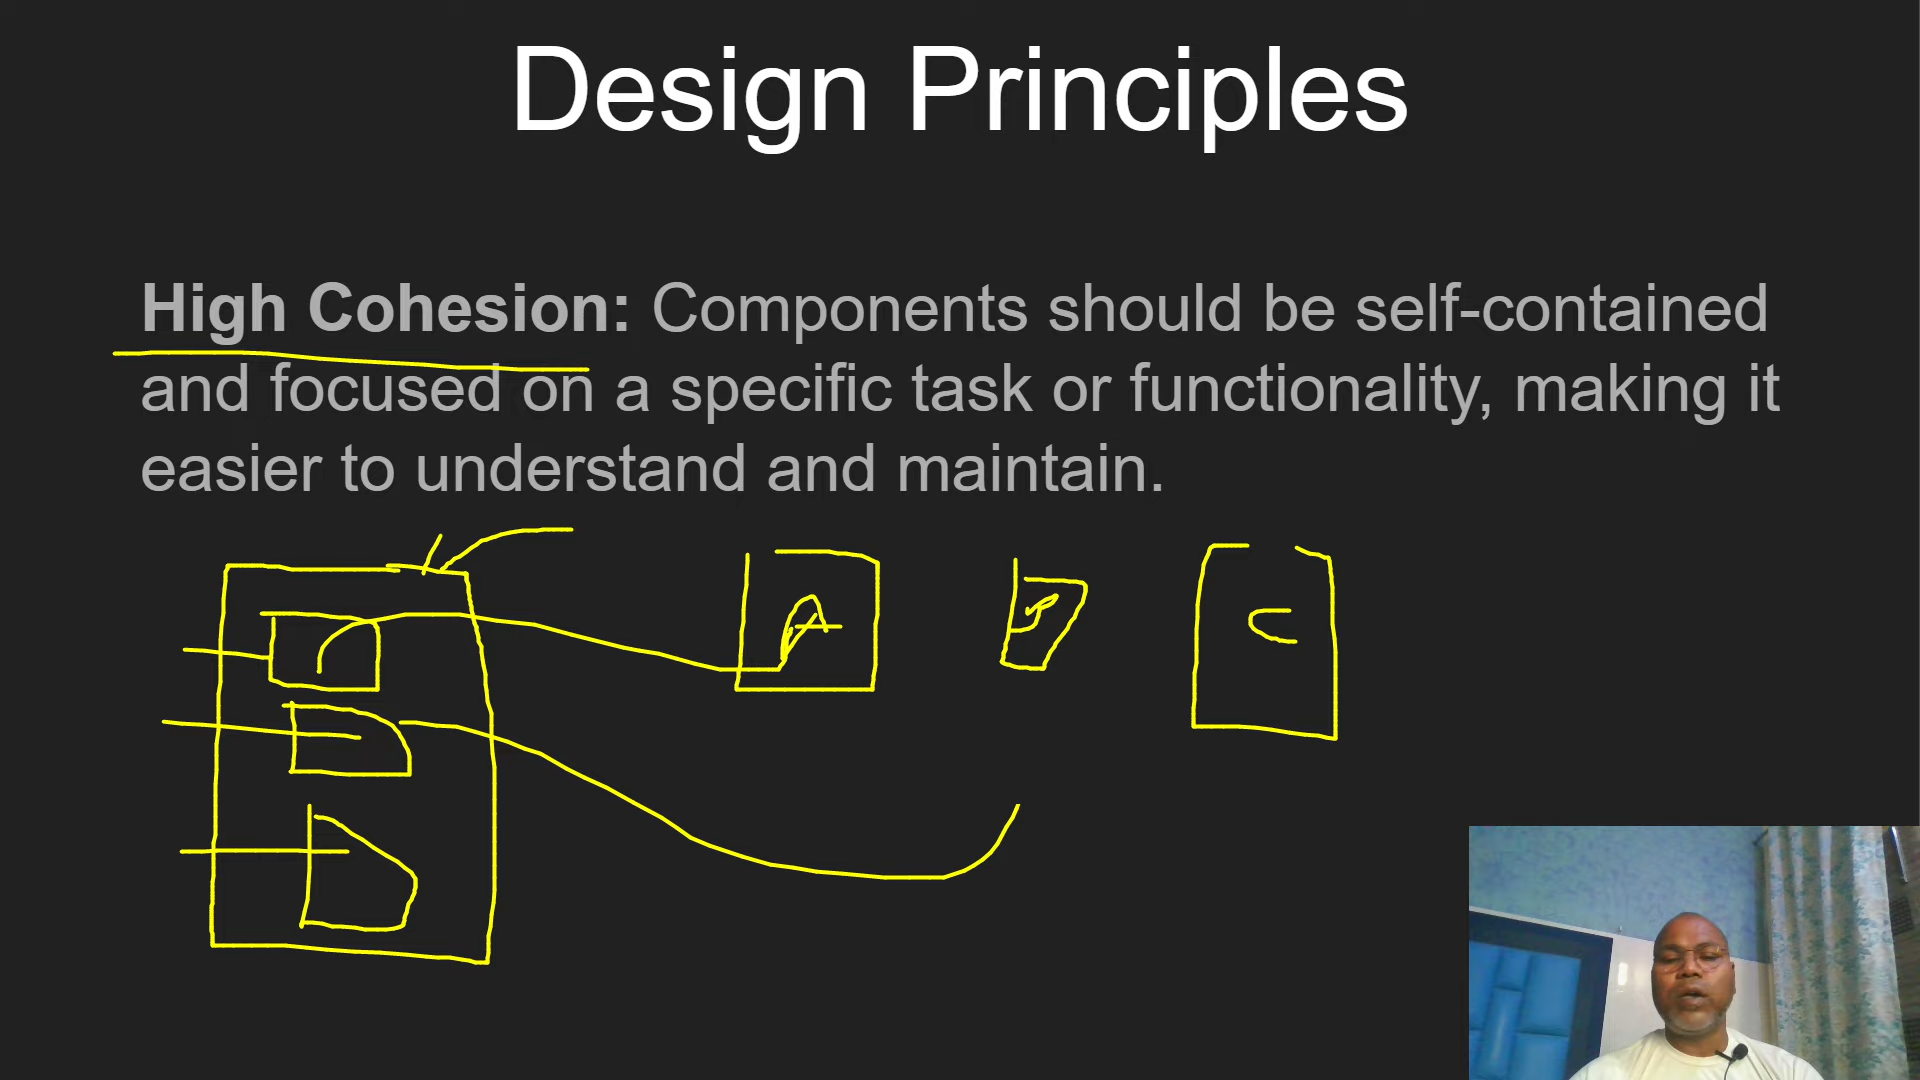 Design Principles
High Cohesion: Components should be self-contained
and focused on a specific task or functionality, making it
easier to understand and maintain.
A
C